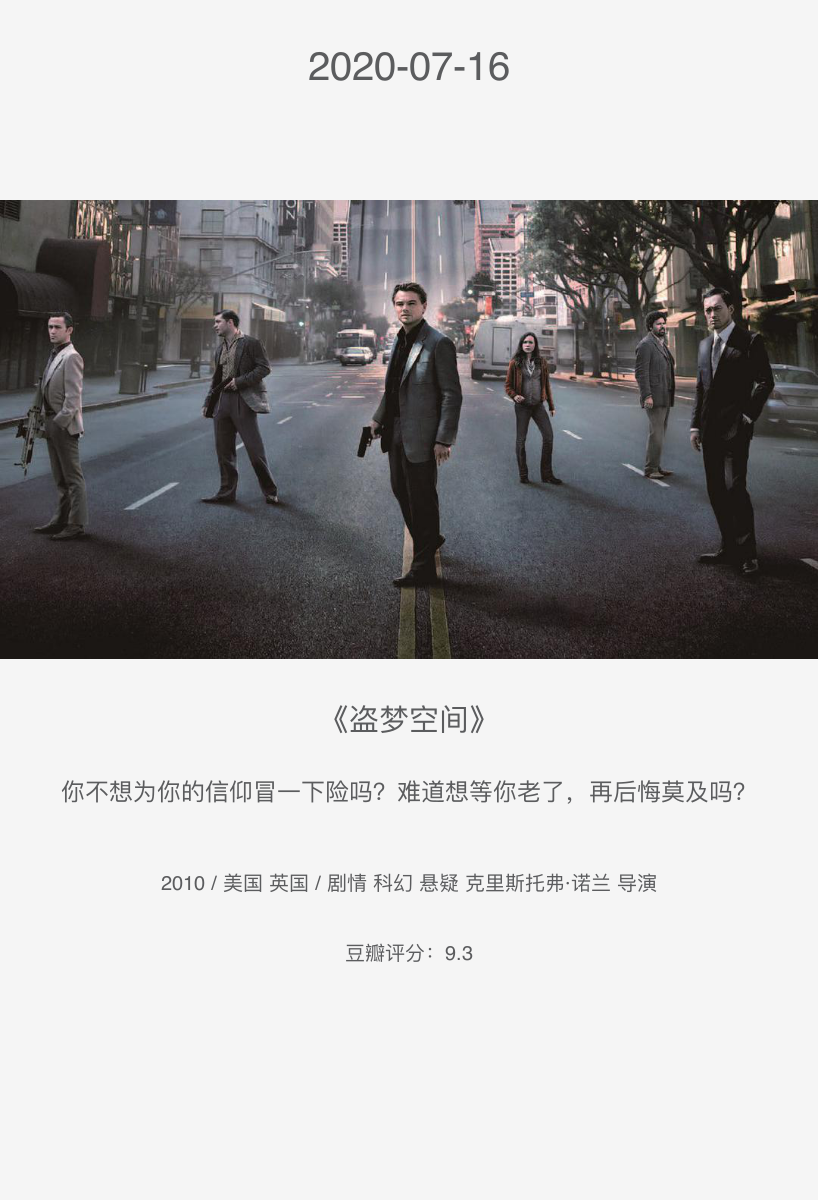 2020-07-16
《盗梦空间》
你不想为你的信仰冒一下险吗？难道想等你老了，再后悔莫及吗？
2010 / 美国 英国 / 剧情 科幻 悬疑 克里斯托弗·诺兰 导演
豆瓣评分：9.3